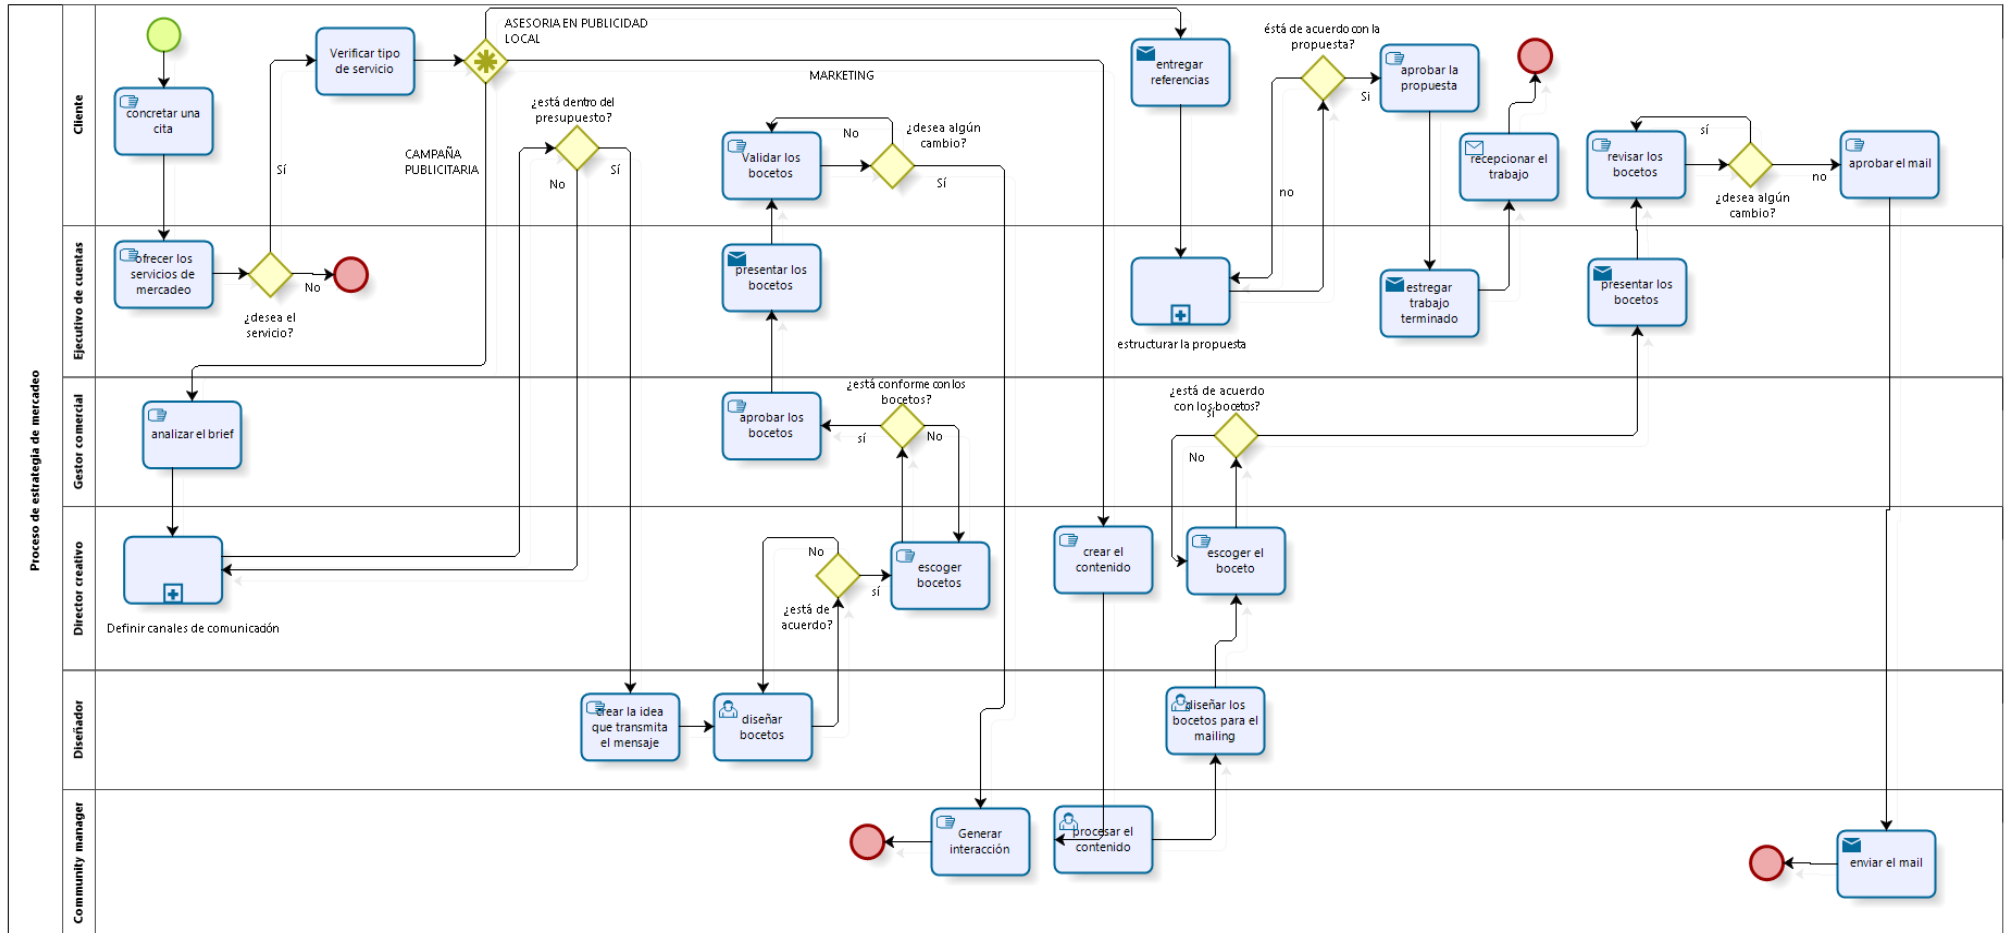 Proceso de estrategia de mercadeo
Cliente
concretar una
cita
Verificar tipo
de servicio
Sí
ASESORIA EN PUBLICIDAD
LOCAL
MARKETING
CAMPAÑA
PUBLICITARIA
¿está dentro del
presupuesto?
No
Sí
Validar los
bocetos
No
¿desea algún
cambio?
Sí
entregar
referencias
éstá de acuerdo con la
propuesta?
Si
no
aprobar la
propuesta
recepcionar el
trabajo
revisar los
bocetos
sí
¿desea algún
cambio?
no
aprobar el mail
Ejecutivo de cuentas
ofrecer los
servicios de
mercadeo
¿desea el
servicio?
No
presentar los
bocetos
estructurar la propuesta
estregar
trabajo
terminado
presentar los
bocetos
Gestor comercial
analizar el brief
aprobar los
bocetos
¿está conforme con los
bocetos?
sí
No
¿está de acuerdo
con los bocetos?
sí
No
Director creativo
Definir canales de comunicación
No
¿está de
acuerdo?
sí
escoger
bocetos
crear el
contenido
escoger el
boceto
Diseñador
crear la idea
que transmita
el mensaje
diseñar
bocetos
diseñar los
bocetos para el
mailing
Community manager
Generar
interacción
procesar el
contenido
enviar el mail